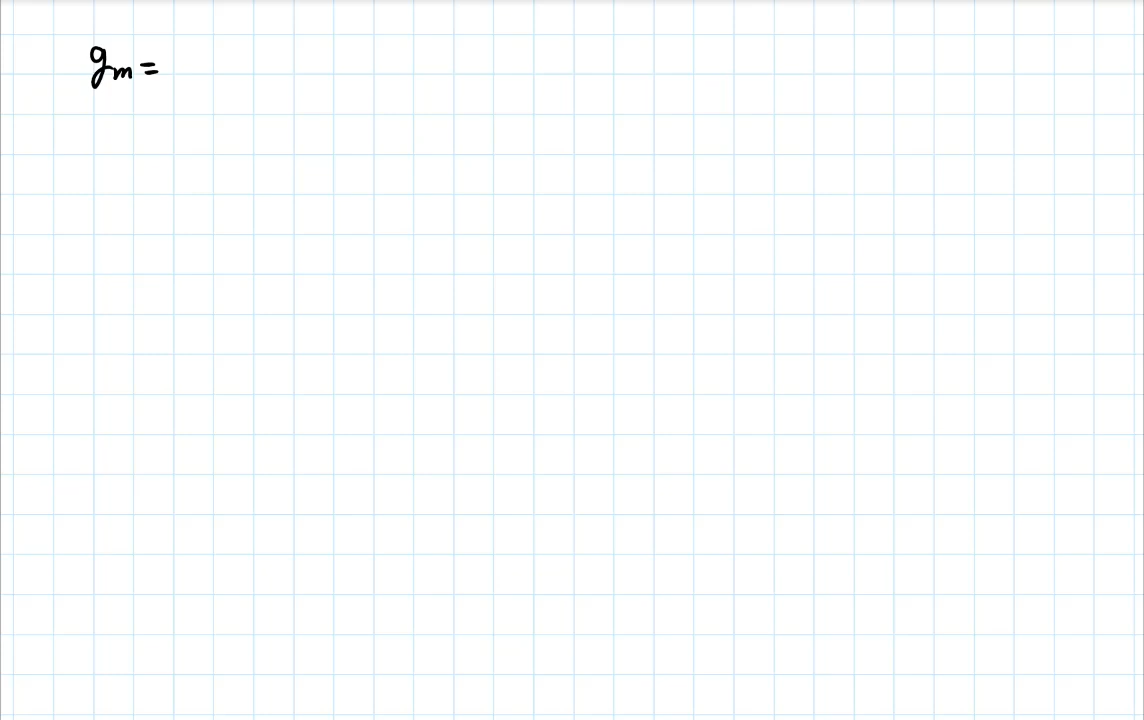 gm =